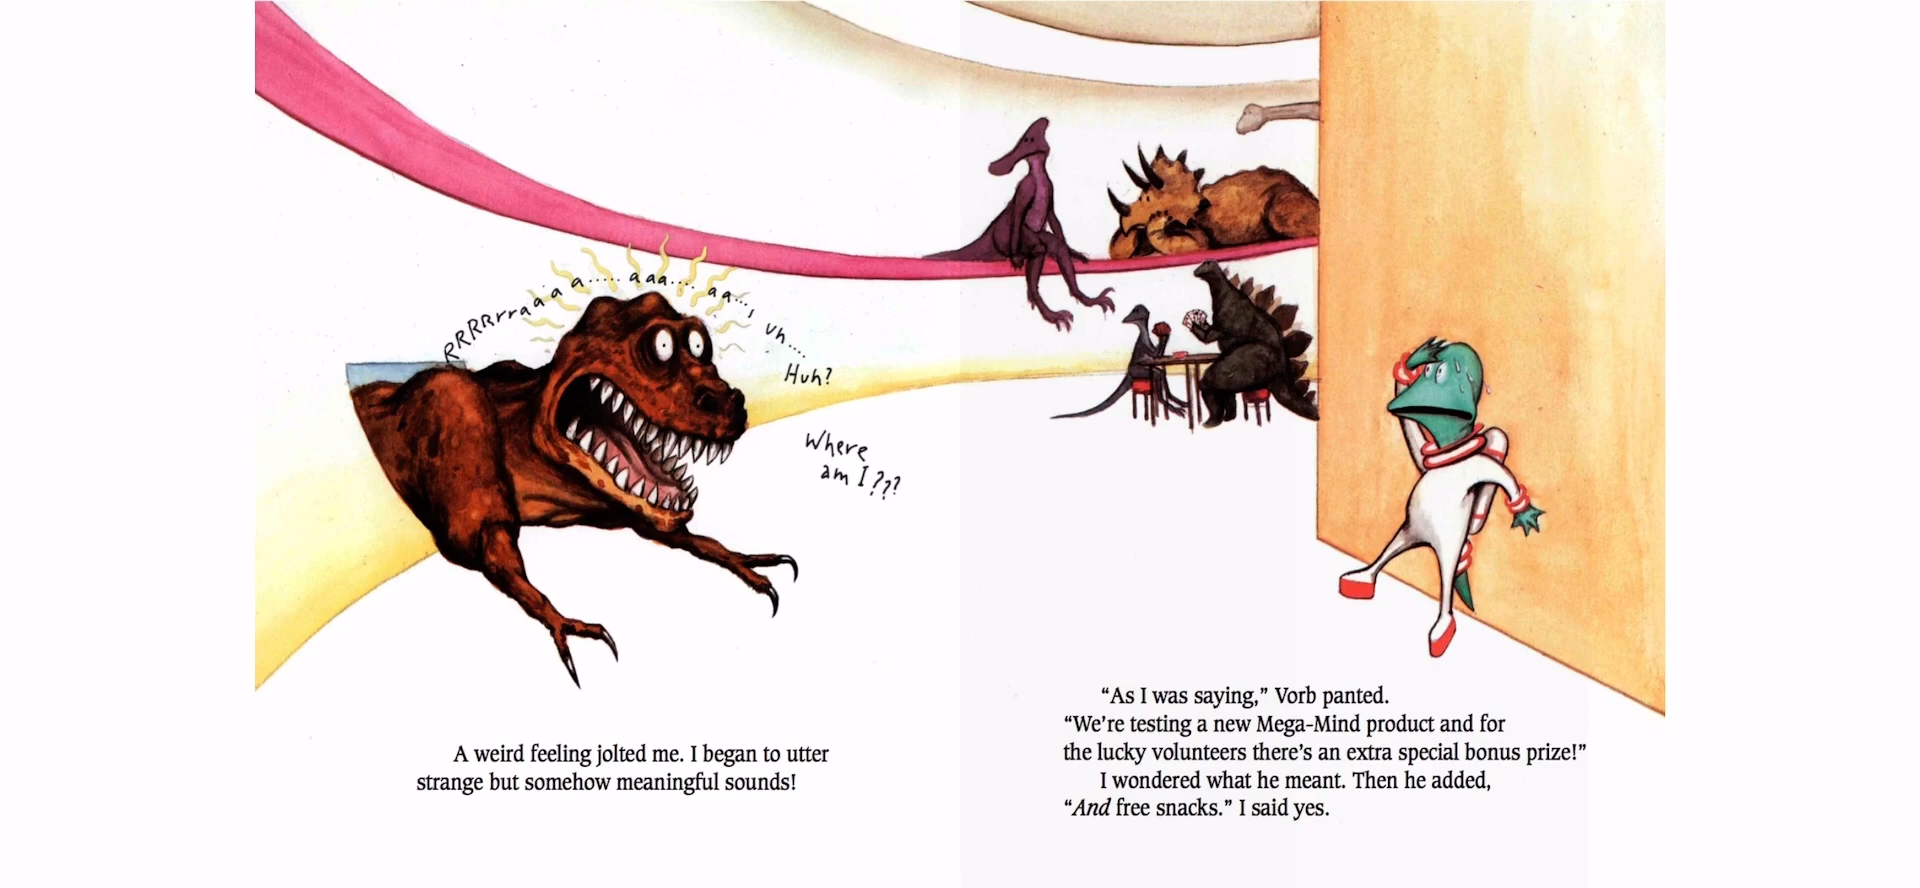 RRRRrrraaaa.....aaa....aa..., uh....
Huh?
Where
am I???
A weird feeling jolted me. I began to utter
strange but somehow meaningful sounds!
“As I was saying,” Vorb panted.
“We’re testing a new Mega-Mind product and for
the lucky volunteers there’s an extra special bonus prize!”
I wondered what he meant. Then he added,
“And free snacks.” I said yes.